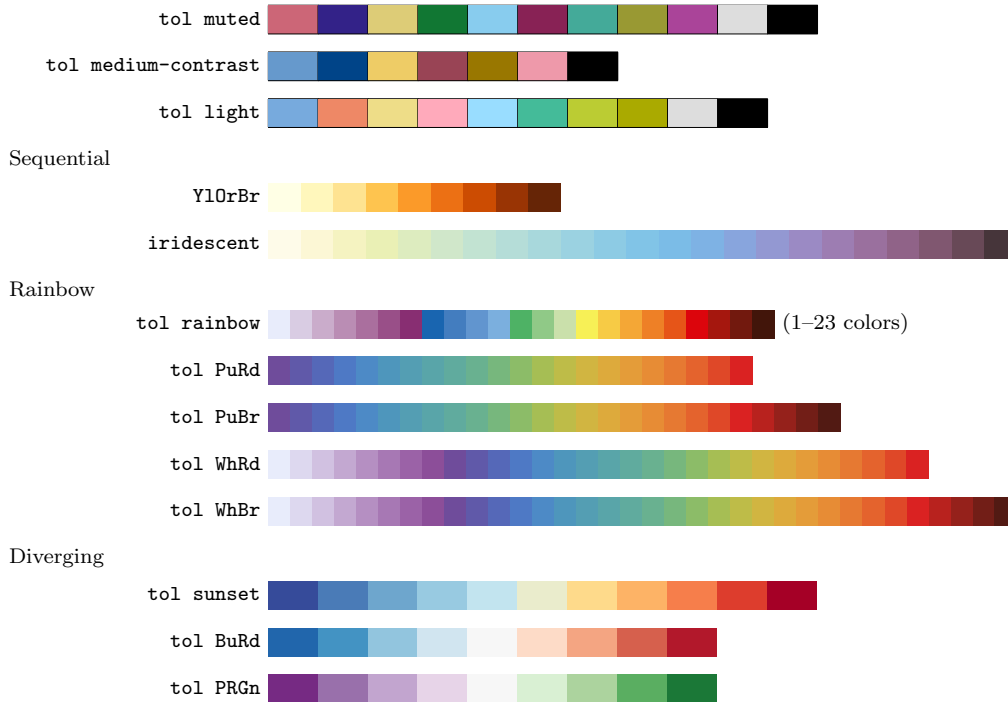 tol muted
tol medium-contrast
tol light
Sequential
YlOrBr
iridescent
Rainbow
tol rainbow (1–23 colors)
tol PuRd
tol PuBr
tol WhRd
tol WhBr
Diverging
tol sunset
tol BuRd
tol PRGn